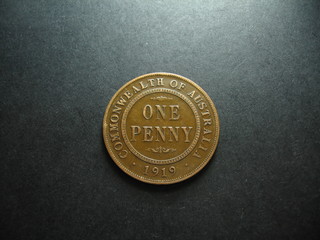 COMMONWEALTH OF AUSTRALIA
ONE
PENNY
1919